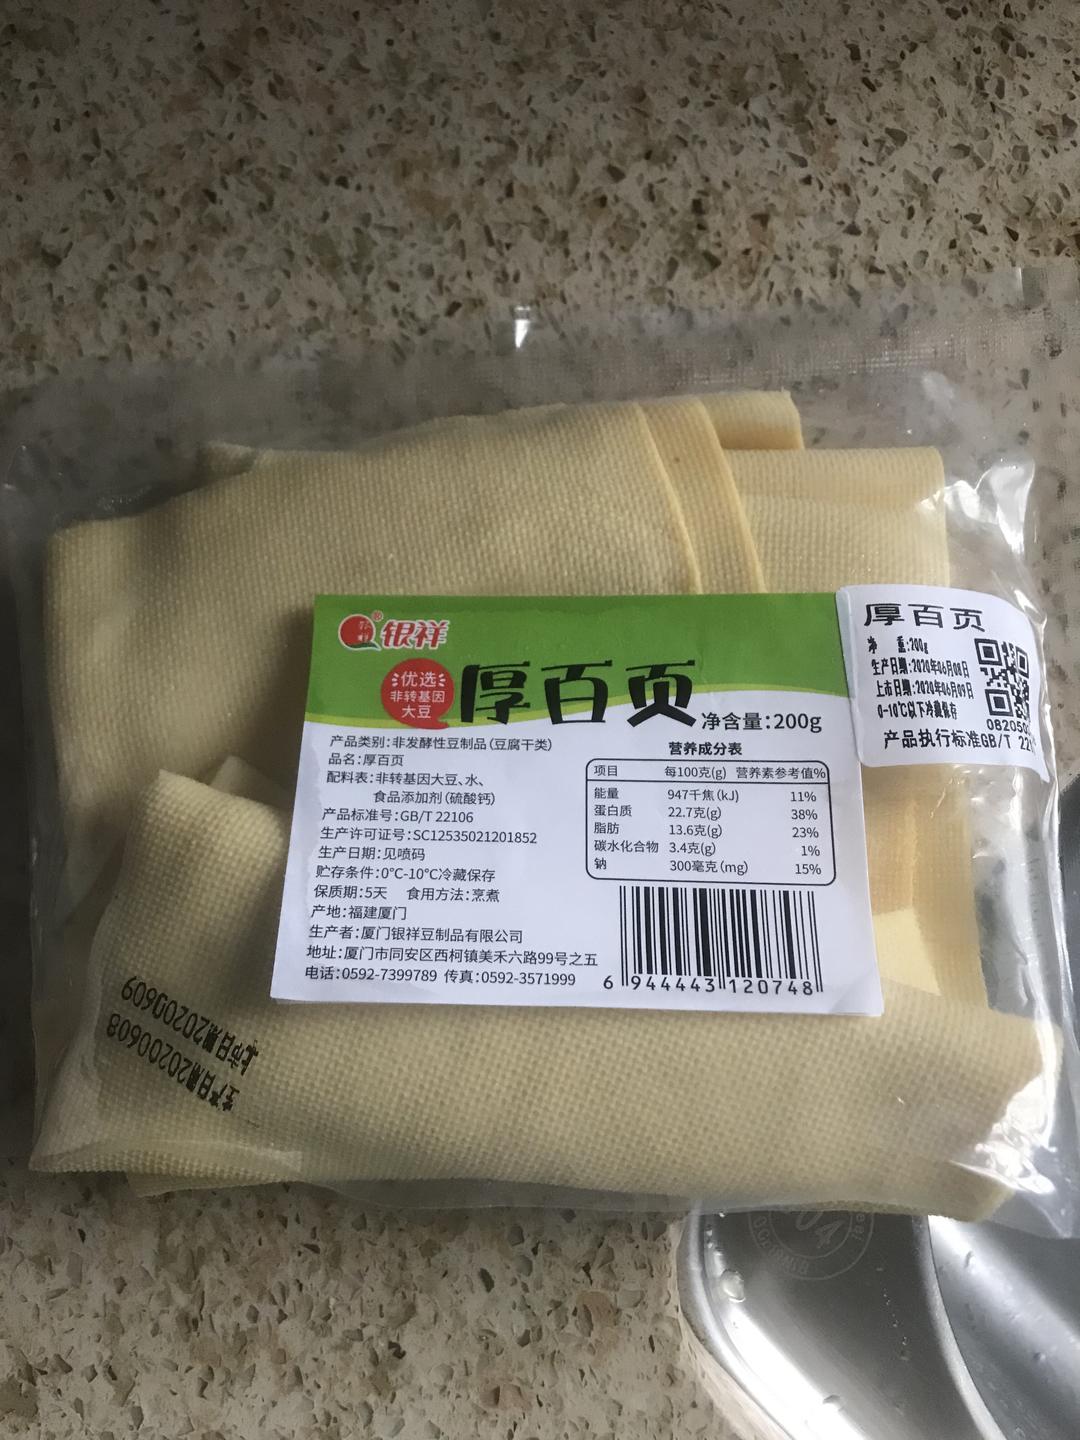 银祥
优选
非转基因
大豆
厚百页
净含量:200g
产品类别:非发酵性豆制品(豆腐干类)
品名:厚百页
配料表:非转基因大豆、水、
食品添加剂(硫酸钙)
产品标准号:GB/T 22106
生产许可证号:SC12535021201852
生产日期:见喷码
贮存条件:0℃-10℃冷藏保存
保质期:5天 食用方法:烹煮
产地:福建厦门
生产者:厦门银祥豆制品有限公司
地址:厦门市同安区西柯镇美禾六路99号之五
电话:0592-7399789 传真:0592-3571999
营养成分表
项目 每100克(g) 营养素参考值%
能量 947千焦(kJ) 11%
蛋白质 22.7克(g) 38%
脂肪 13.6克(g) 23%
碳水化合物 3.4克(g) 1%
钠 300毫克(mg) 15%
6 944443 120748
厚百页
净 重:200g
生产日期:2020年06月08日
上市日期:2020年06月09日
0-10℃以下冷藏保存
产品执行标准GB/T
生产日期20200608
上市日期20200609